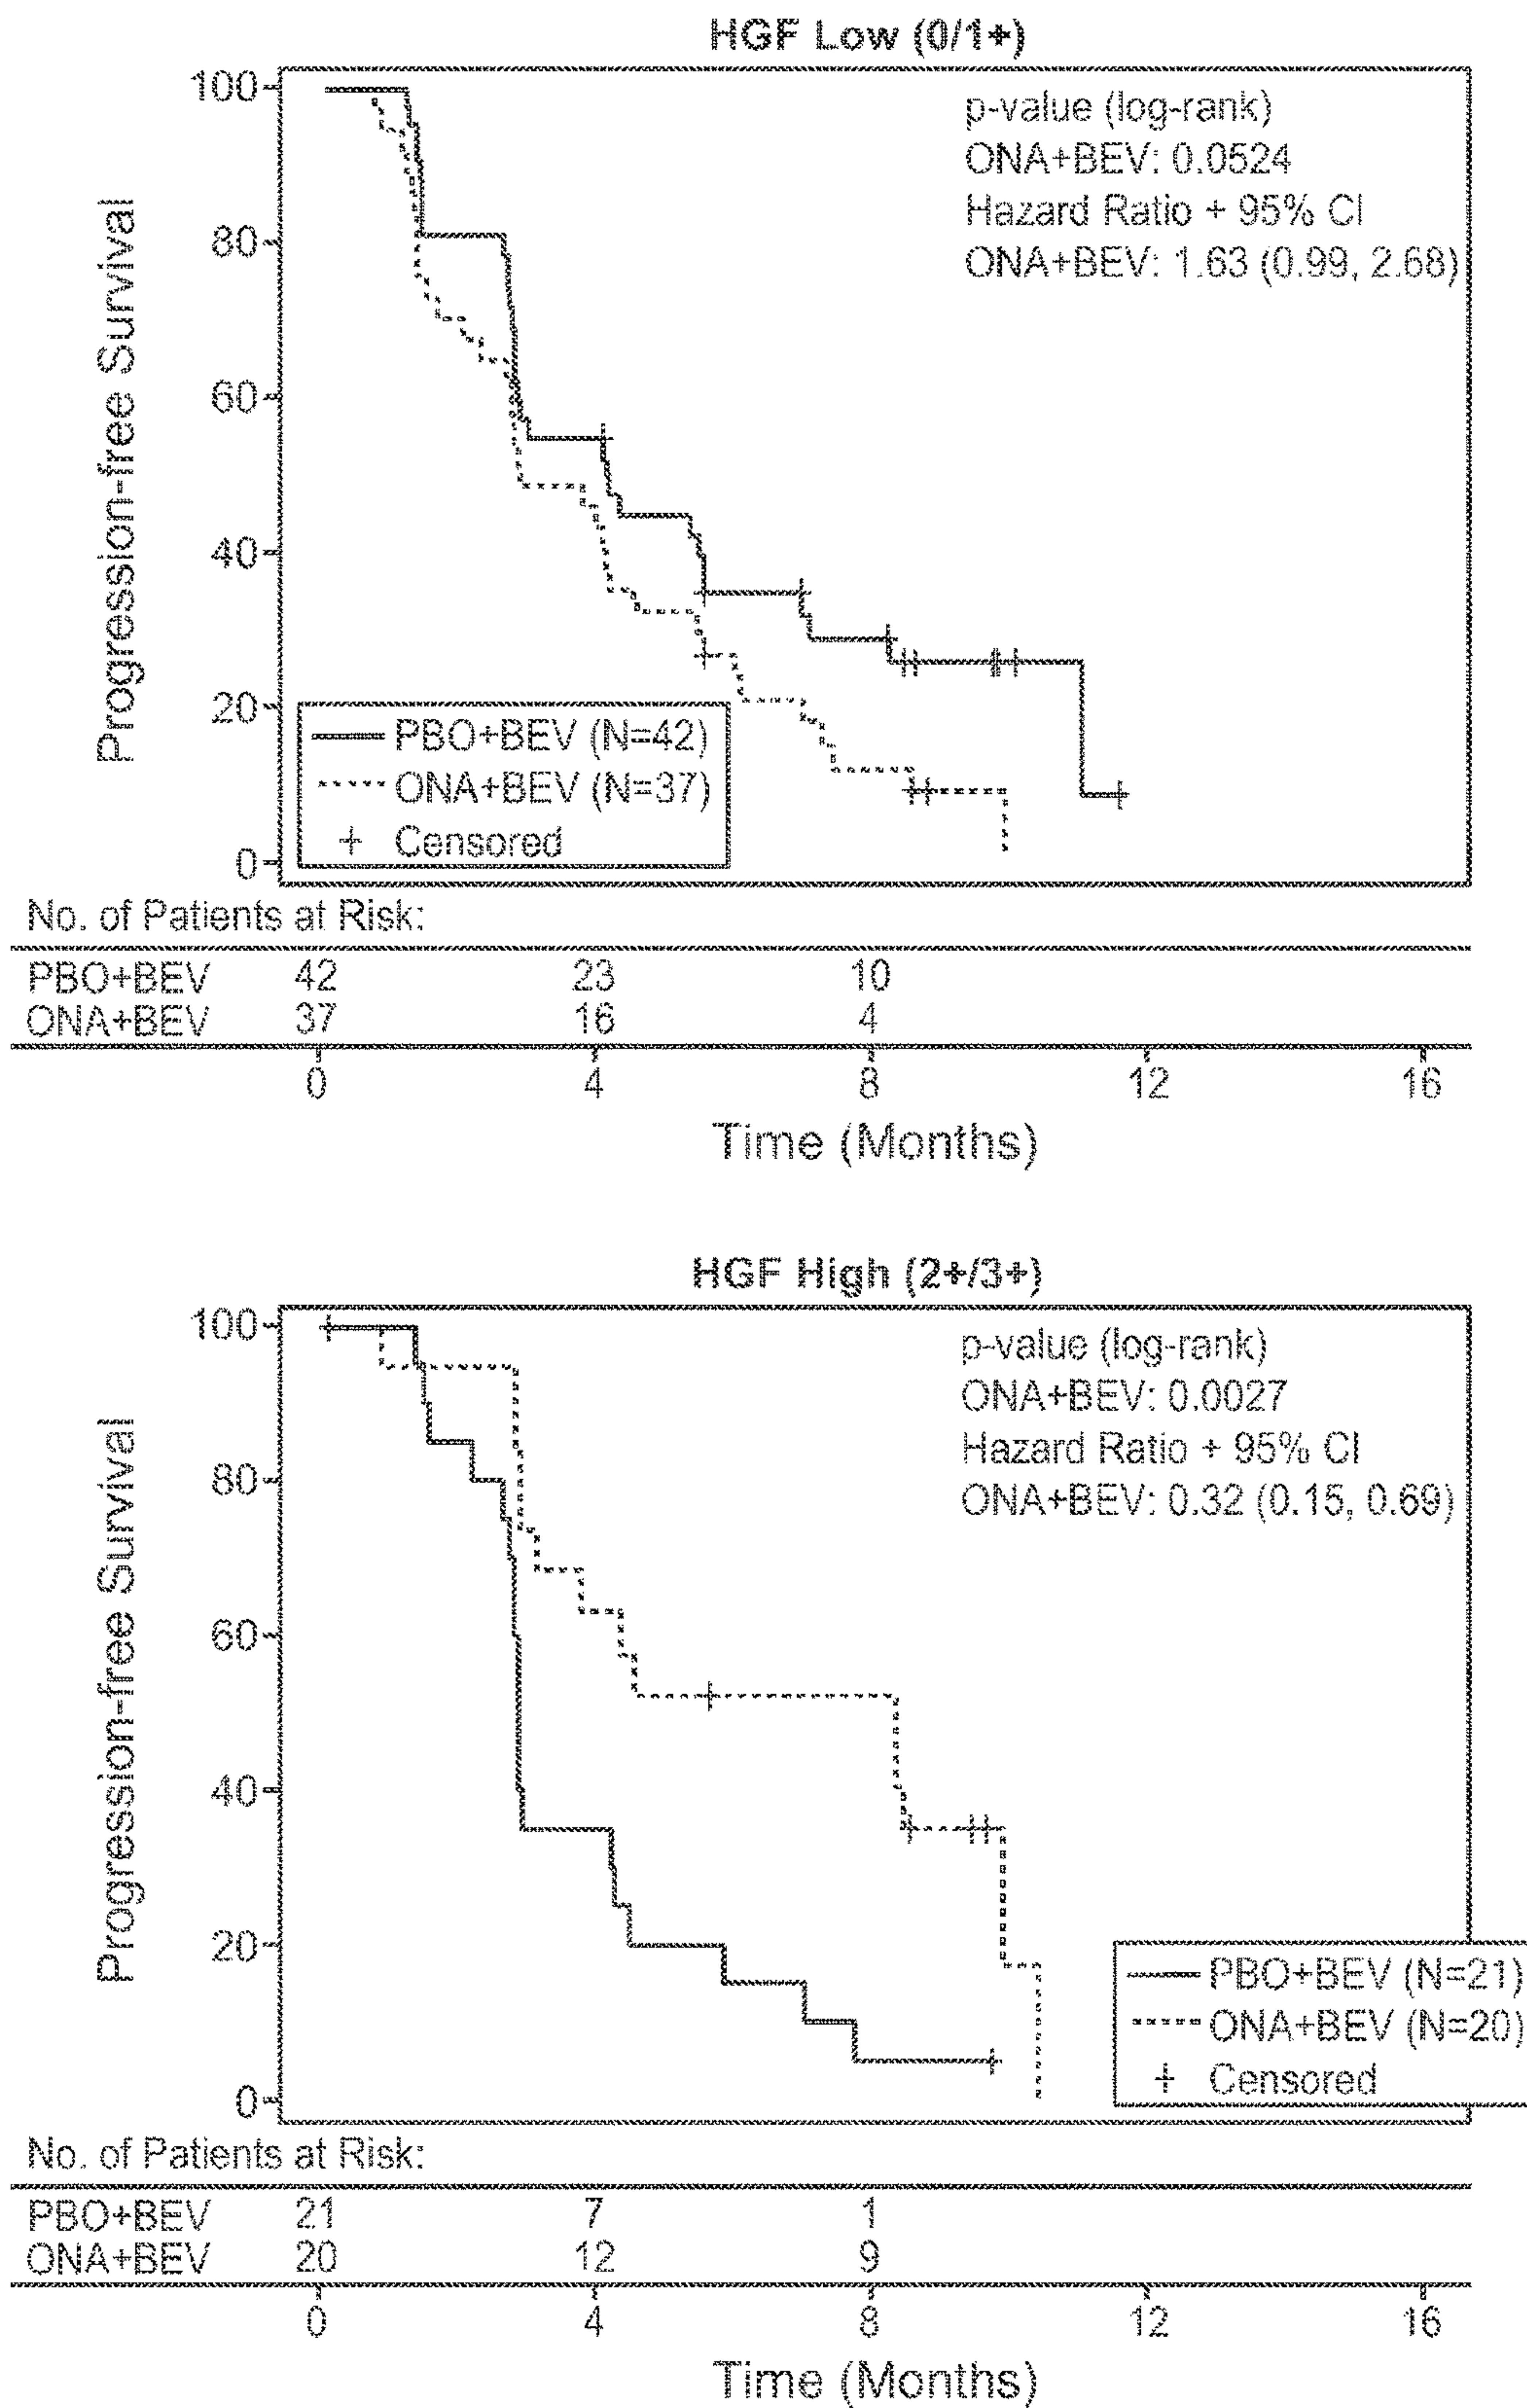 HGF Low (0/1+)
Progression-free Survival
100
80
60
40
20
0
p-value (log-rank)
ONA+BEV: 0.0524
Hazard Ratio + 95% CI
ONA+BEV: 1.63 (0.99, 2.68)
PBO+BEV (N=42)
ONA+BEV (N=37)
+ Censored
No. of Patients at Risk:
PBO+BEV 42 23 10
ONA+BEV 37 16 4
0 4 8 12 16
Time (Months)
HGF High (2+/3+)
Progression-free Survival
100
80
60
40
20
0
p-value (log-rank)
ONA+BEV: 0.0027
Hazard Ratio + 95% CI
ONA+BEV: 0.32 (0.15, 0.69)
PBO+BEV (N=21)
ONA+BEV (N=20)
+ Censored
No. of Patients at Risk:
PBO+BEV 21 7 1
ONA+BEV 20 12 9
0 4 8 12 16
Time (Months)